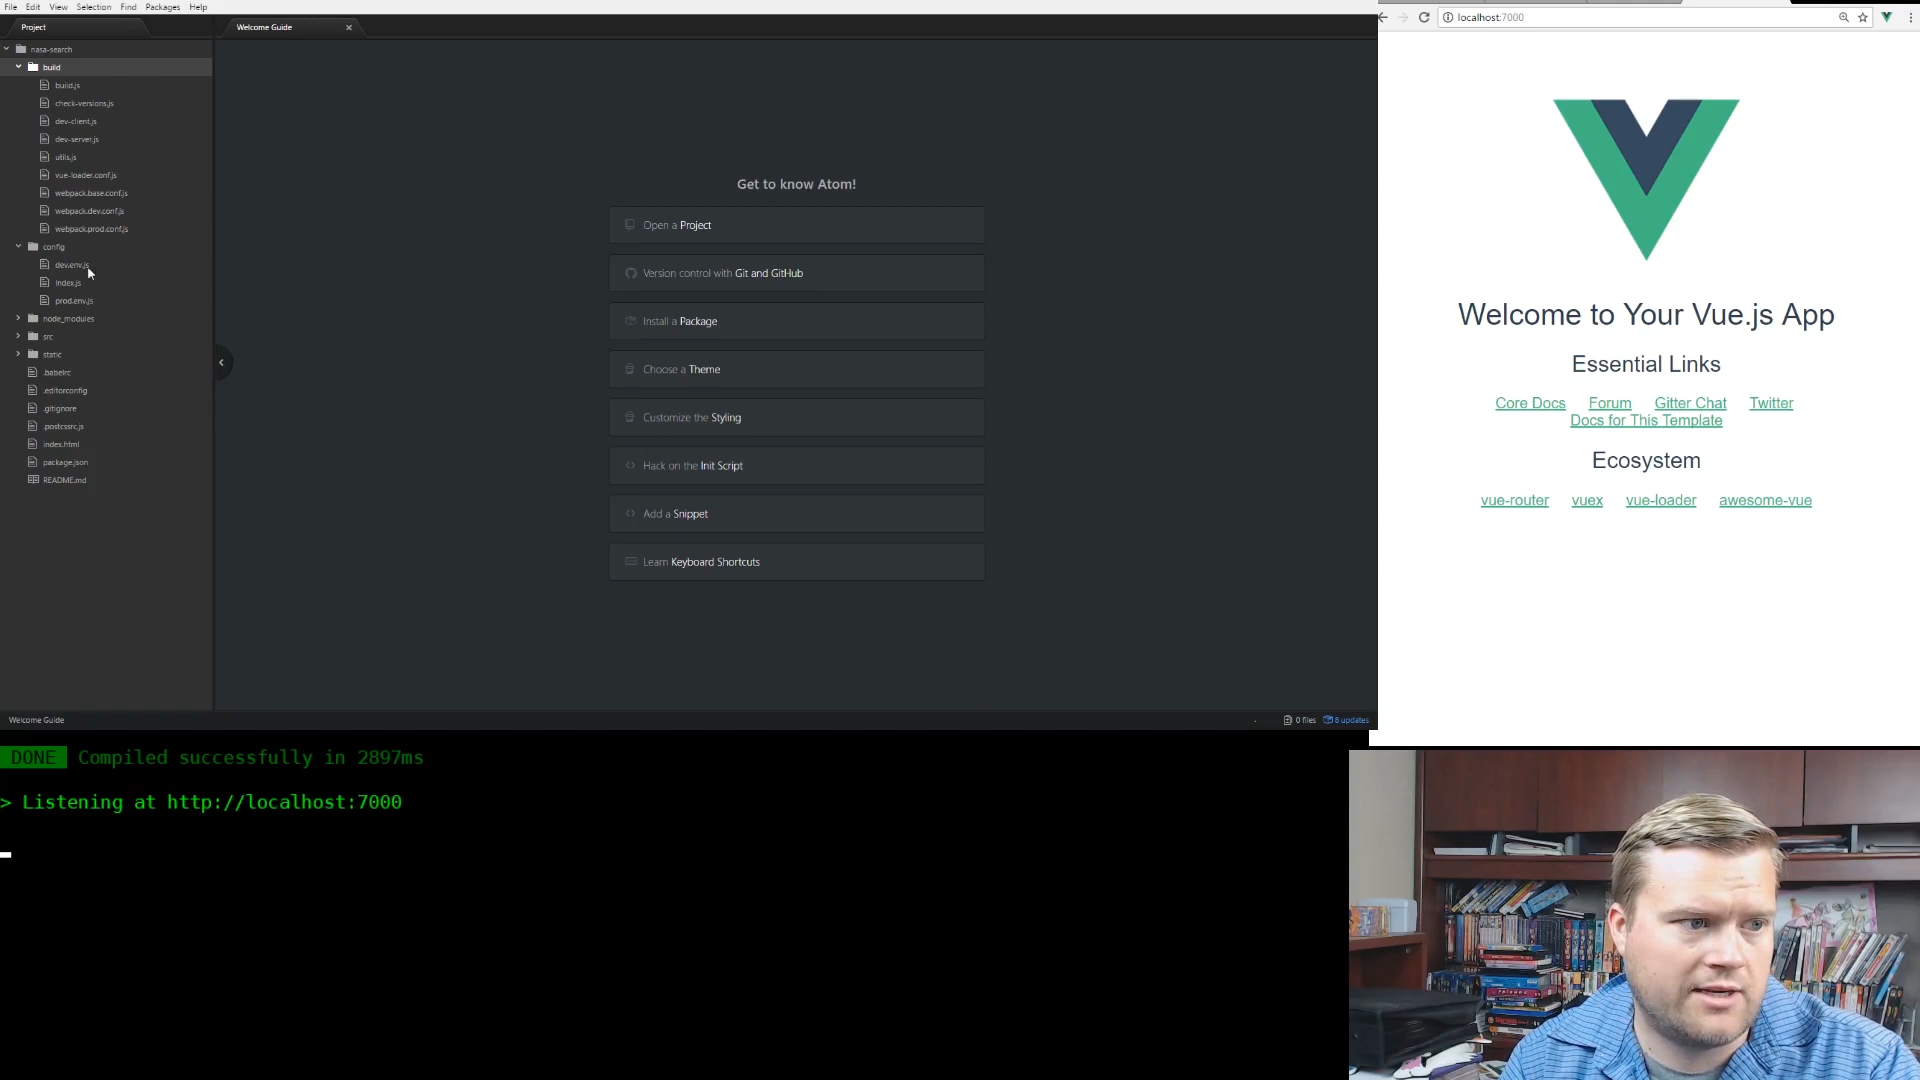 File Edit View Selection Find Packages Help
Project
nasa-search
build
build.js
check-versions.js
dev-client.js
dev-server.js
utils.js
vue-loader.conf.js
webpack.base.conf.js
webpack.dev.conf.js
webpack.prod.conf.js
config
dev.env.js
index.js
prod.env.js
node_modules
src
static
.babelrc
.editorconfig
.gitignore
.postcssrc.js
index.html
package.json
README.md
Welcome Guide
Get to know Atom!
Open a Project
Version control with Git and GitHub
Install a Package
Choose a Theme
Customize the Styling
Hack on the Init Script
Add a Snippet
Learn Keyboard Shortcuts
Welcome Guide
0 files 8 updates
localhost:7000
Welcome to Your Vue.js App
Essential Links
Core Docs Forum Gitter Chat Twitter
Docs for This Template
Ecosystem
vue-router vuex vue-loader awesome-vue
DONE Compiled successfully in 2897ms
> Listening at http://localhost:7000